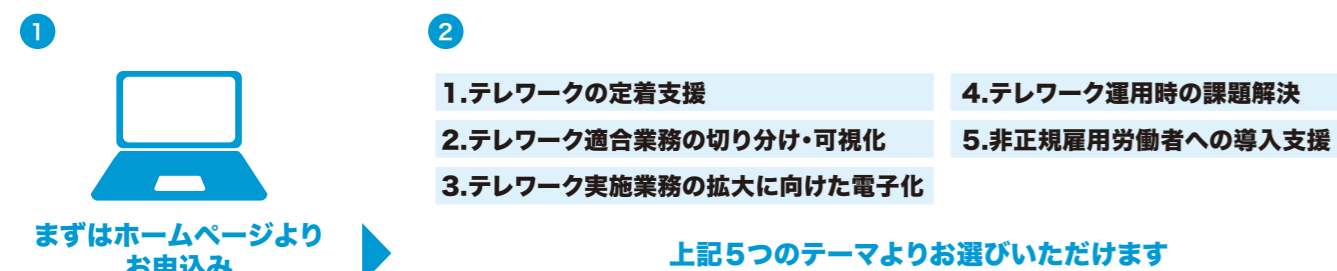 1
まずはホームページより
お申込み
2
1.テレワークの定着支援
2.テレワーク適合業務の切り分け・可視化
3.テレワーク実施業務の拡大に向けた電子化
4.テレワーク運用時の課題解決
5.非正規雇用労働者への導入支援
上記5つのテーマよりお選びいただけます